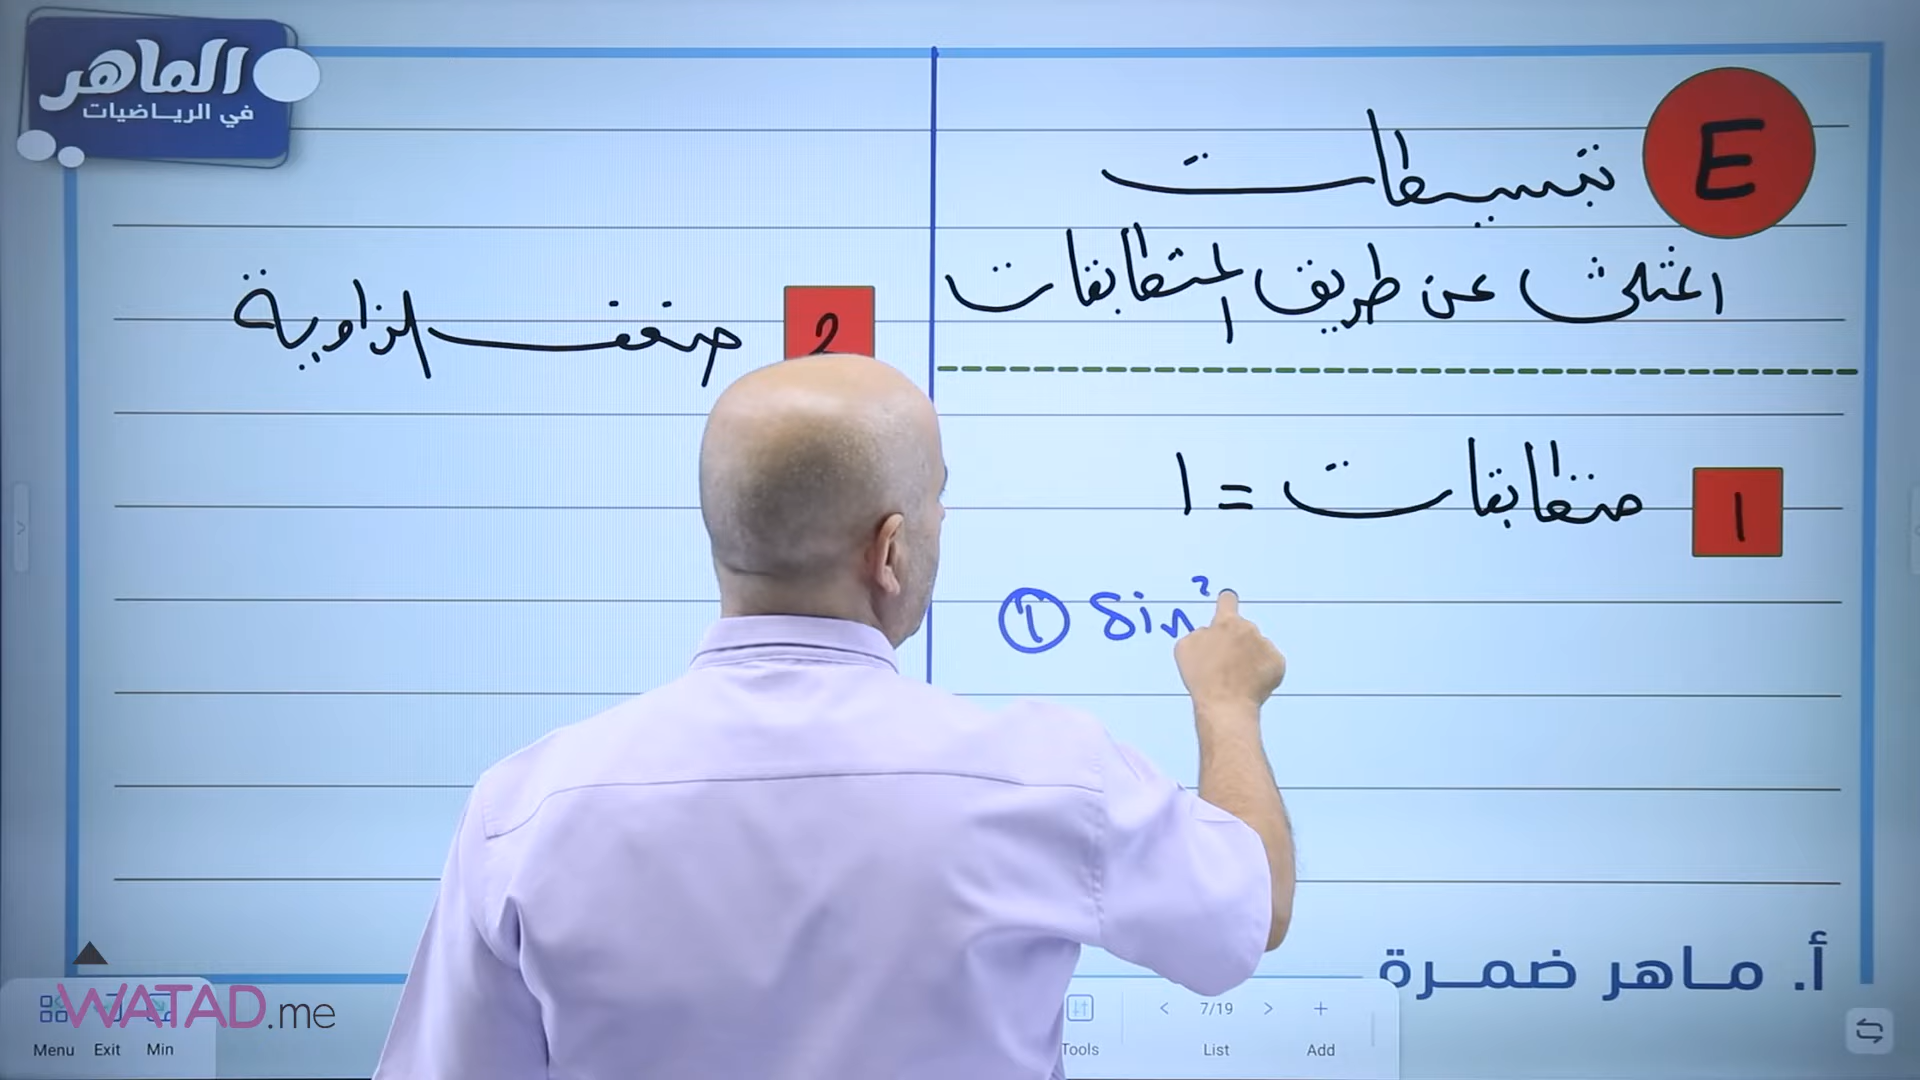 الماهر
في الرياضيات
E
تبسيطات
المثلث عن طريق المتطابقات
1 متطابقات = 1
① sin²
2 ضعف الزاوية
أ. ماهر ضمرة
WATAD.me
Menu Exit Min
Tools
< 7/19 > +
List Add